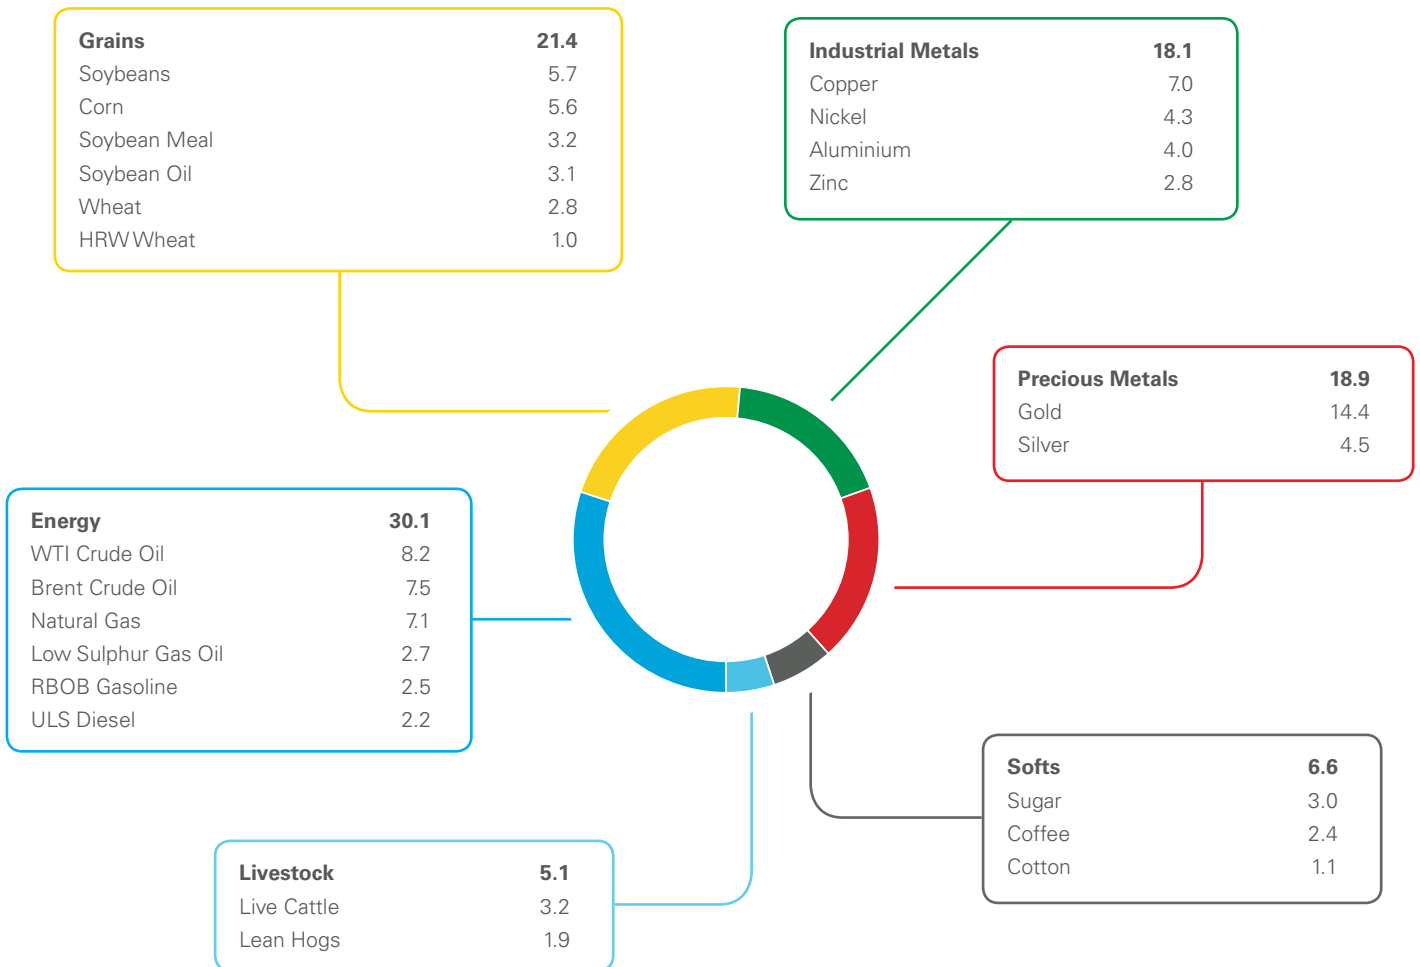 Grains 21.4
Soybeans 5.7
Corn 5.6
Soybean Meal 3.2
Soybean Oil 3.1
Wheat 2.8
HRW Wheat 1.0
Industrial Metals 18.1
Copper 7.0
Nickel 4.3
Aluminium 4.0
Zinc 2.8
Precious Metals 18.9
Gold 14.4
Silver 4.5
Energy 30.1
WTI Crude Oil 8.2
Brent Crude Oil 7.5
Natural Gas 7.1
Low Sulphur Gas Oil 2.7
RBOB Gasoline 2.5
ULS Diesel 2.2
Softs 6.6
Sugar 3.0
Coffee 2.4
Cotton 1.1
Livestock 5.1
Live Cattle 3.2
Lean Hogs 1.9